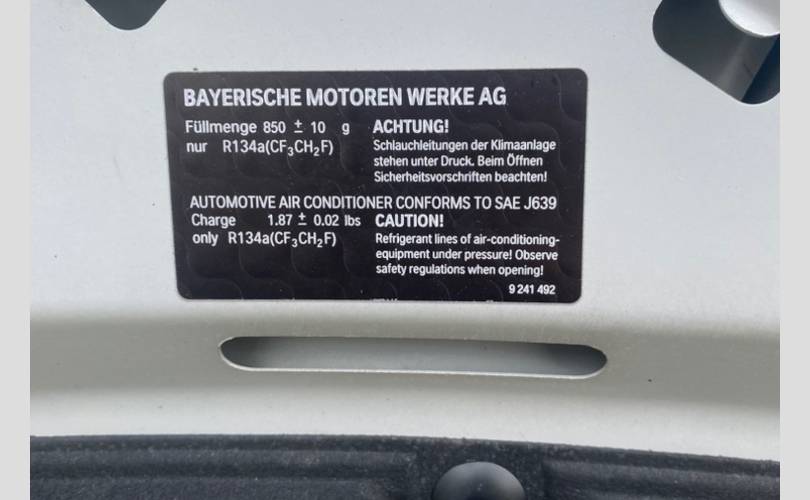 BAYERISCHE MOTOREN WERKE AG
Füllmenge 850 ± 10 g
nur R134a(CF₃CH₂F)
ACHTUNG!
Schlauchleitungen der Klimaanlage
stehen unter Druck. Beim Öffnen
Sicherheitsvorschriften beachten!
AUTOMOTIVE AIR CONDITIONER CONFORMS TO SAE J639
Charge 1.87 ± 0.02 lbs
only R134a(CF₃CH₂F)
CAUTION!
Refrigerant lines of air-conditioning-
equipment under pressure! Observe
safety regulations when opening!
9 241 492